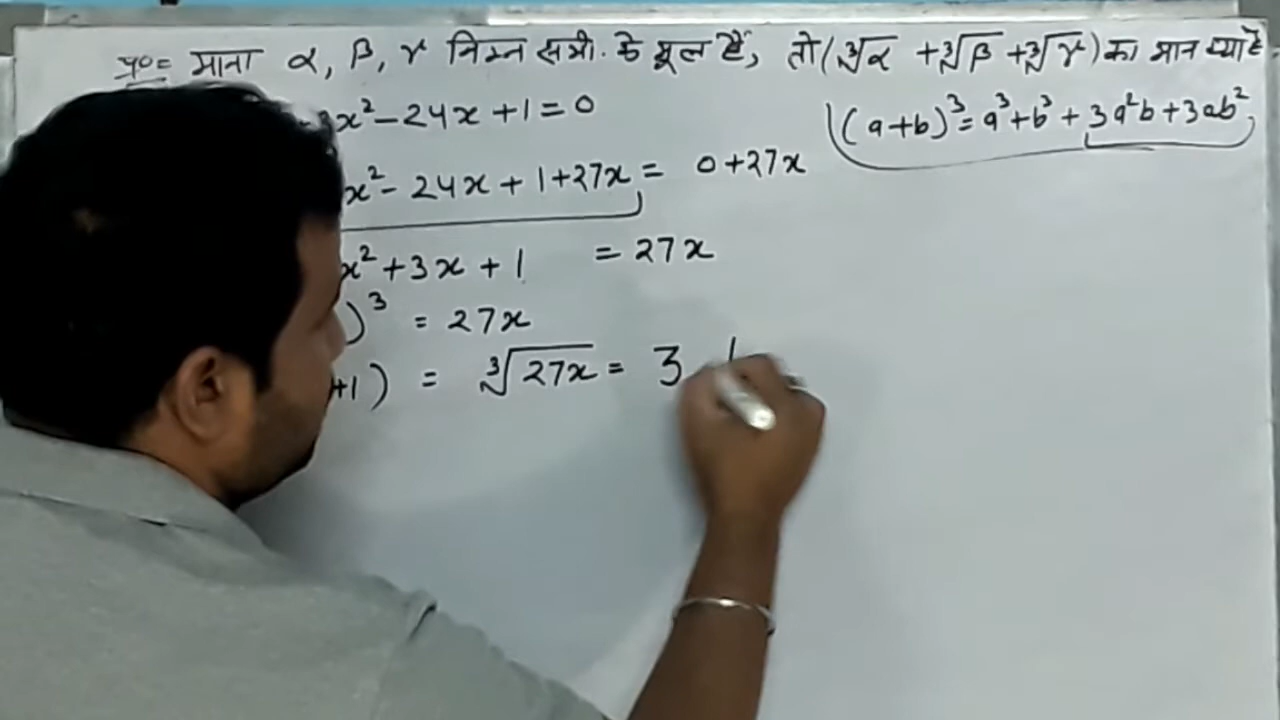 प्र०= माना α, β, γ निम्न समी. के मूल हैं, तो (∛α + ∛β + ∛γ) का मान क्या है
x² - 24x + 1 = 0
(a+b)³ = a³ + b³ + 3a²b + 3ab²
x² - 24x + 1 + 27x = 0 + 27x
x² + 3x + 1 = 27x
)³ = 27x
+1) = ∛27x = 3